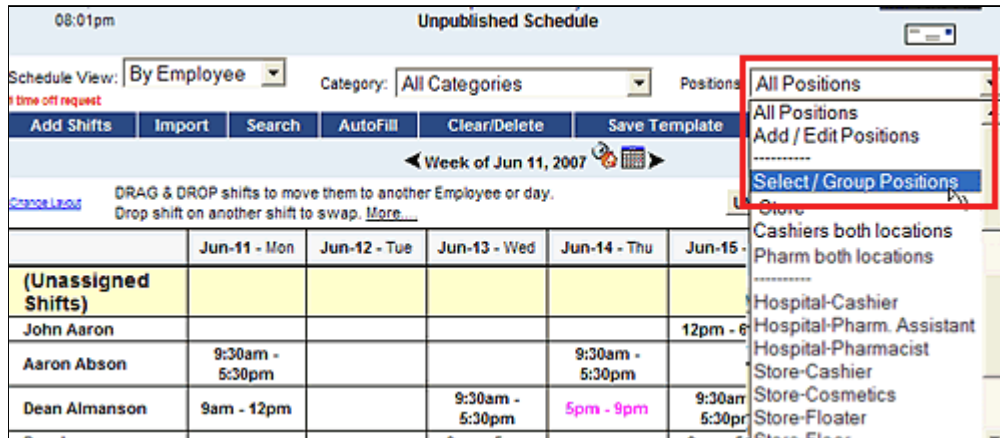 08:01pm
Unpublished Schedule
Schedule View: By Employee
Category: All Categories
Positions All Positions
time off request
Add Shifts Import Search AutoFill Clear/Delete Save Template
Week of Jun 11, 2007
Change Layout
DRAG & DROP shifts to move them to another Employee or day.
Drop shift on another shift to swap. More....
All Positions
Add / Edit Positions
----------
Select / Group Positions
Store
Cashiers both locations
Pharm both locations
----------
Hospital-Cashier
Hospital-Pharm. Assistant
Hospital-Pharmacist
Store-Cashier
Store-Cosmetics
Store-Floater
Store-Floor
Jun-11 - Mon Jun-12 - Tue Jun-13 - Wed Jun-14 - Thu Jun-15 -
(Unassigned
Shifts)
John Aaron 12pm - 6
Aaron Abson 9:30am - 5:30pm 9:30am - 5:30pm
Dean Almanson 9am - 12pm 9:30am - 5:30pm 5pm - 9pm 9:30am 5:30pm